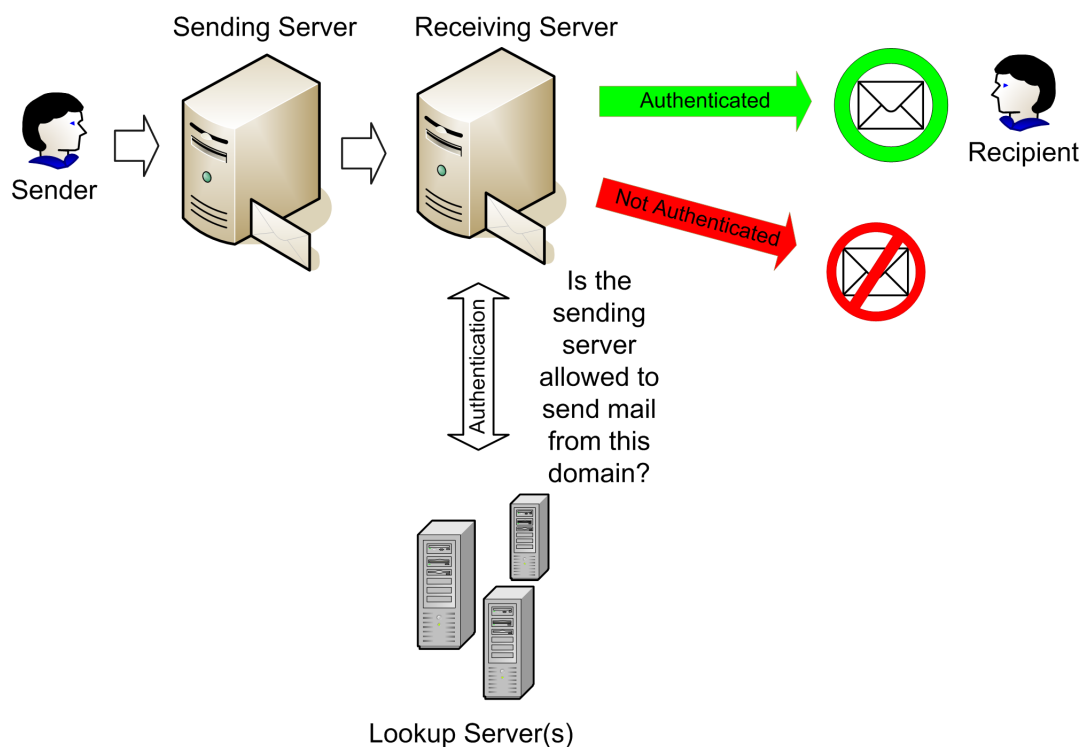 Sending Server
Receiving Server
Sender
Authenticated
Recipient
Not Authenticated
Authentication
Is the
sending
server
allowed to
send mail
from this
domain?
Lookup Server(s)